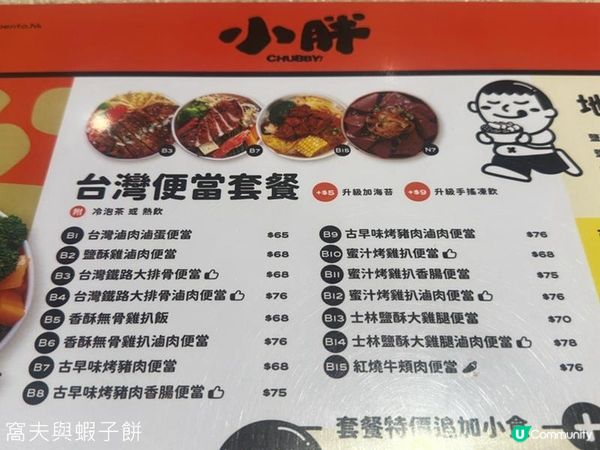 小胖
CHUBBY!
B3
B7
B15
N7
台灣便當套餐
+$5 升級加海苔
+$9 升級手搖凍飲
附 冷泡茶 或 熱飲
B1 台灣滷肉滷蛋便當 $65
B2 鹽酥雞滷肉便當 $68
B3 台灣鐵路大排骨便當 $68
B4 台灣鐵路大排骨滷肉便當 $76
B5 香酥無骨雞扒飯 $68
B6 香酥無骨雞扒滷肉便當 $76
B7 古早味烤豬肉便當 $68
B8 古早味烤豬肉香腸便當 $75
B9 古早味烤豬肉滷肉便當 $76
B10 蜜汁烤雞扒便當 $68
B11 蜜汁烤雞扒香腸便當 $75
B12 蜜汁烤雞扒滷肉便當 $76
B13 士林鹽酥大雞腿便當 $70
B14 士林鹽酥大雞腿滷肉便當 $78
B15 紅燒牛頰肉便當 $76
套餐特價追加小食
地
窩夫與蝦子餅
U Community